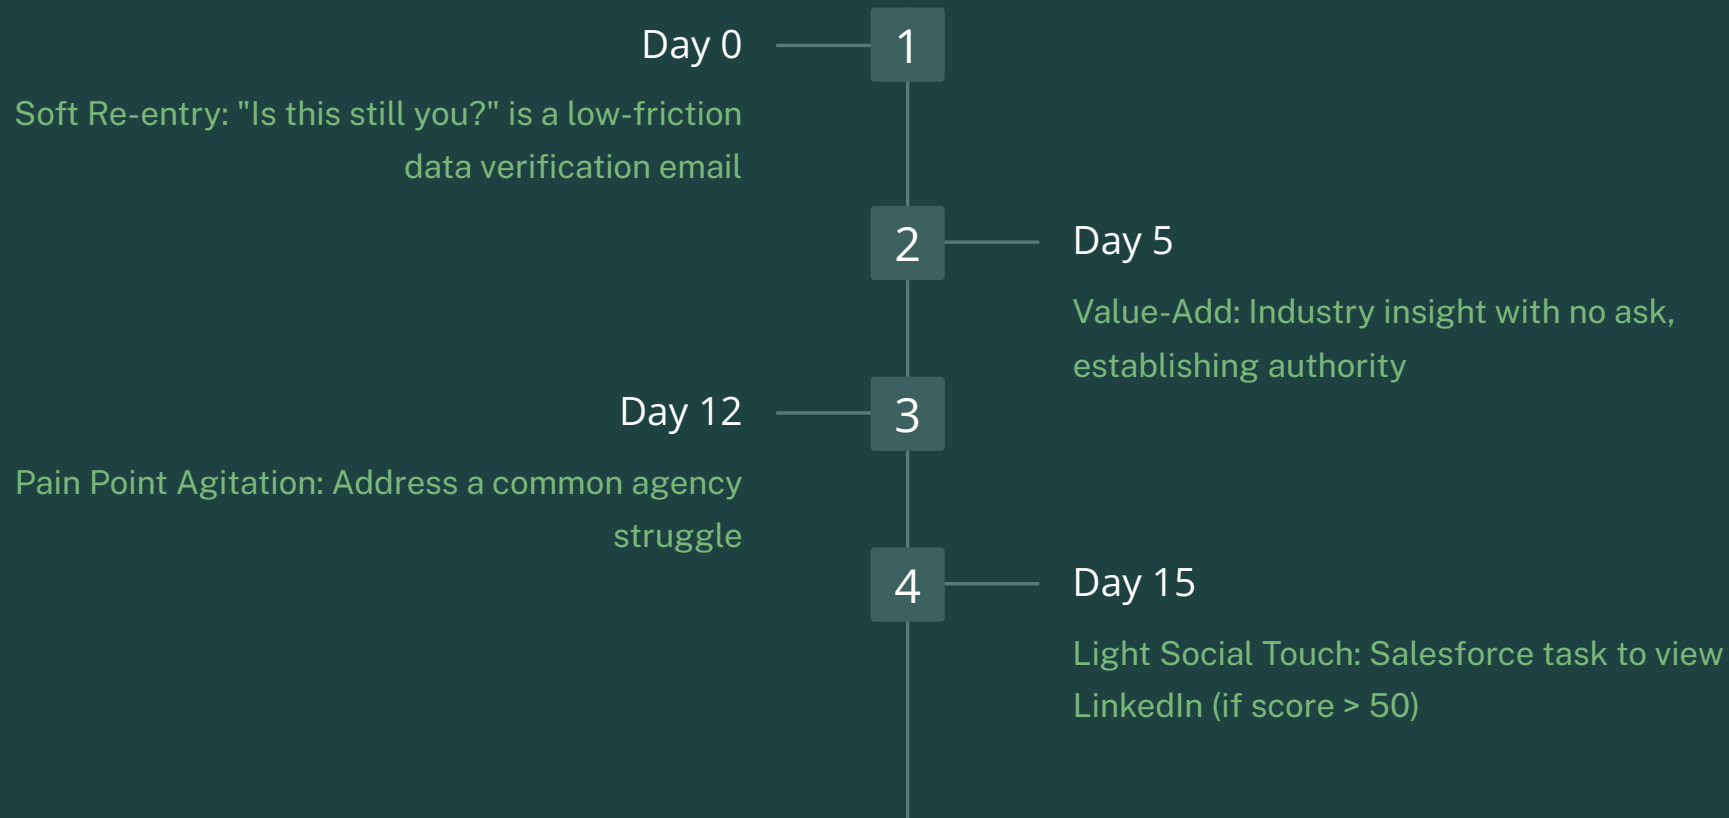 Day 0
1
Soft Re-entry: "Is this still you?" is a low-friction
data verification email
2
Day 5
Value-Add: Industry insight with no ask,
establishing authority
Day 12
3
Pain Point Agitation: Address a common agency
struggle
4
Day 15
Light Social Touch: Salesforce task to view
LinkedIn (if score > 50)